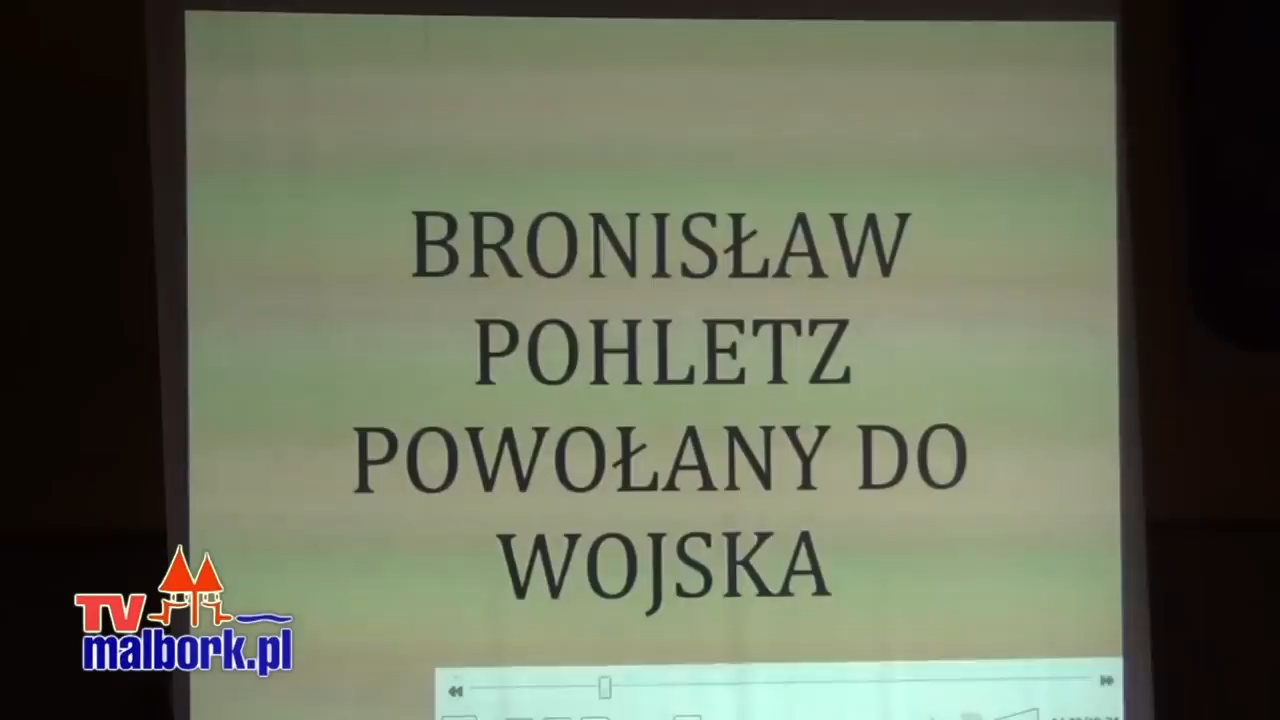 BRONISŁAW
POHLETZ
POWOŁANY DO
WOJSKA
TV
malbork.pl